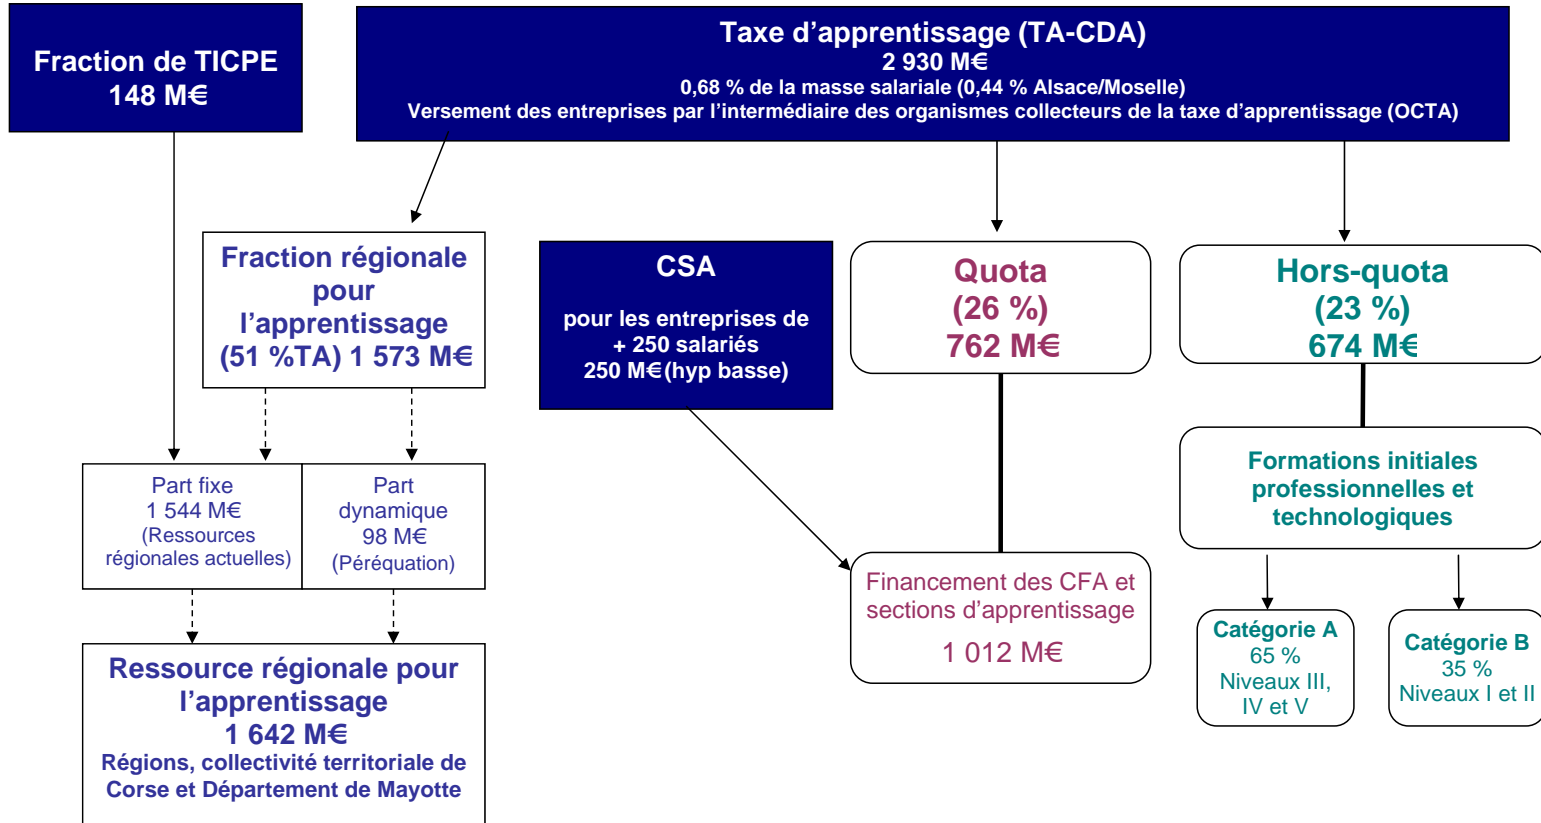 Fraction de TICPE
148 M€
Taxe d'apprentissage (TA-CDA)
2 930 M€
0,68 % de la masse salariale (0,44 % Alsace/Moselle)
Versement des entreprises par l'intermédiaire des organismes collecteurs de la taxe d'apprentissage (OCTA)
Fraction régionale
pour
l'apprentissage
(51 %TA) 1 573 M€
CSA
pour les entreprises de
+ 250 salariés
250 M€(hyp basse)
Quota
(26 %)
762 M€
Hors-quota
(23 %)
674 M€
Part fixe
1 544 M€
(Ressources
régionales actuelles)
Part
dynamique
98 M€
(Péréquation)
Formations initiales
professionnelles et
technologiques
Financement des CFA et
sections d'apprentissage
1 012 M€
Catégorie A
65 %
Niveaux III,
IV et V
Catégorie B
35 %
Niveaux I et II
Ressource régionale pour
l'apprentissage
1 642 M€
Régions, collectivité territoriale de
Corse et Département de Mayotte